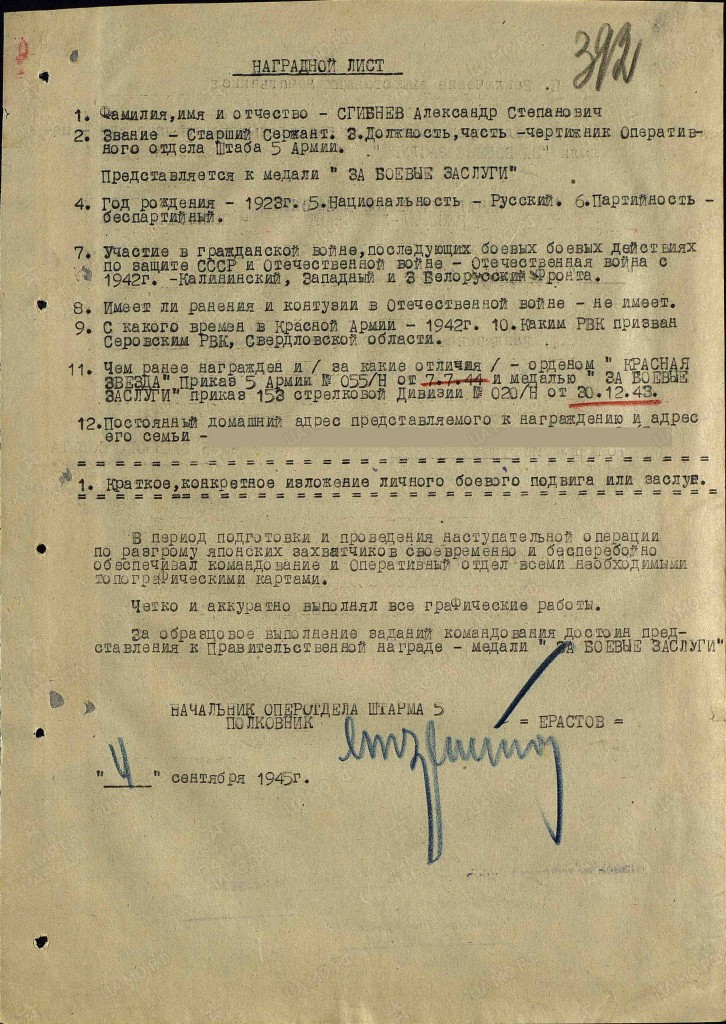 392
НАГРАДНОЙ ЛИСТ
1. Фамилия,имя и отчество - СГИБНЕВ Александр Степанович
2. Звание - Старший Сержант. 3.Должность,часть -чертижник Оператив-
ного отдела Штаба 5 Армии.
Представляется к медали " ЗА БОЕВЫЕ ЗАСЛУГИ"
4. Год рождения - 1923г. 5.Национальность - Русский. 6.Партийность -
беспартийный.
7. Участие в гражданской войне,последующих боевых боевых действиях
по защите СССР и Отечественной войне - Отечественная война с
1942г. -Калининский, Западный и 3 Белорусский Фронта.
8. Имеет ли ранения и контузии в Отечественной войне - не имеет.
9. С какого времен в Красной Армии - 1942г. 10.Каким РВК призван
Серовским РВК, Свердловской области.
11. Чем ранее награжден и / за какие отличия / - орденом " КРАСНАЯ
ЗВЕЗДА" Приказ 5 Армии № 055/Н от 7.7.44 и медалью " ЗА БОЕВЫЕ
ЗАСЛУГИ" приказ 153 стрелковой Дивизии № 020/Н от 30.12.43.
12.Постоянный домашний адрес представляемого к награждению и адрес
его семьи -
= = = = = = = = = = = = = = = = = = = = = = = = = = = = = = = =
1. Краткое,конкретное изложение личного боевого подвига или заслуг.
= = = = = = = = = = = = = = = = = = = = = = = = = = = = = = = =
В период подготовки и проведения наступательной операции
по разгрому японских захватчиков своевременно и бесперебойно
обеспечивал командование и Оперативный отдел всеми необходимыми
топографическими картами.
Четко и аккуратно выполнял все графические работы.
За образцовое выполнение заданий командования достоин пред-
ставления к Правительственной награде - медали " ЗА БОЕВЫЕ ЗАСЛУГИ"
НАЧАЛЬНИК ОПЕРОТДЕЛА ШТАРМА 5
ПОЛКОВНИК = ЕРАСТОВ =
" 4 " сентября 1945г.